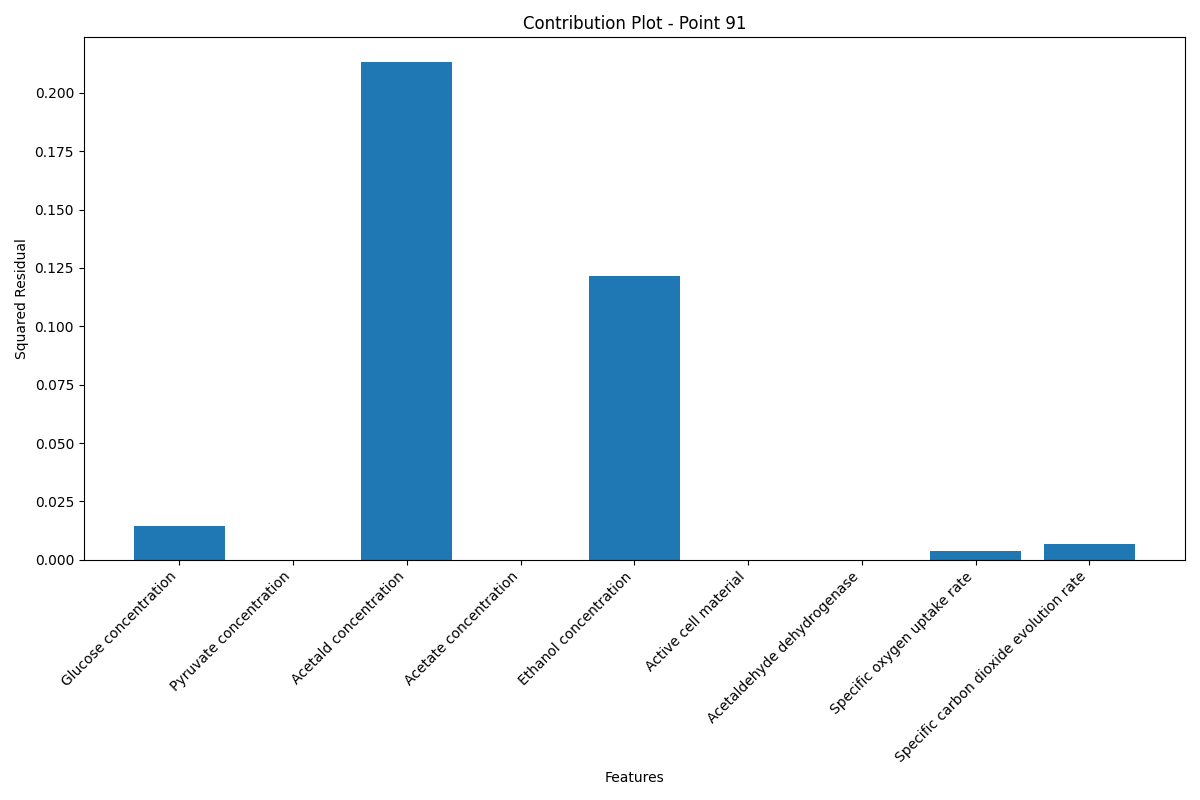 Contribution Plot - Point 91
0.200
0.175
0.150
0.125
0.100
0.075
0.050
0.025
0.000
Squared Residual
Glucose concentration
Pyruvate concentration
Acetald concentration
Acetate concentration
Ethanol concentration
Active cell material
Acetaldehyde dehydrogenase
Specific oxygen uptake rate
Specific carbon dioxide evolution rate
Features